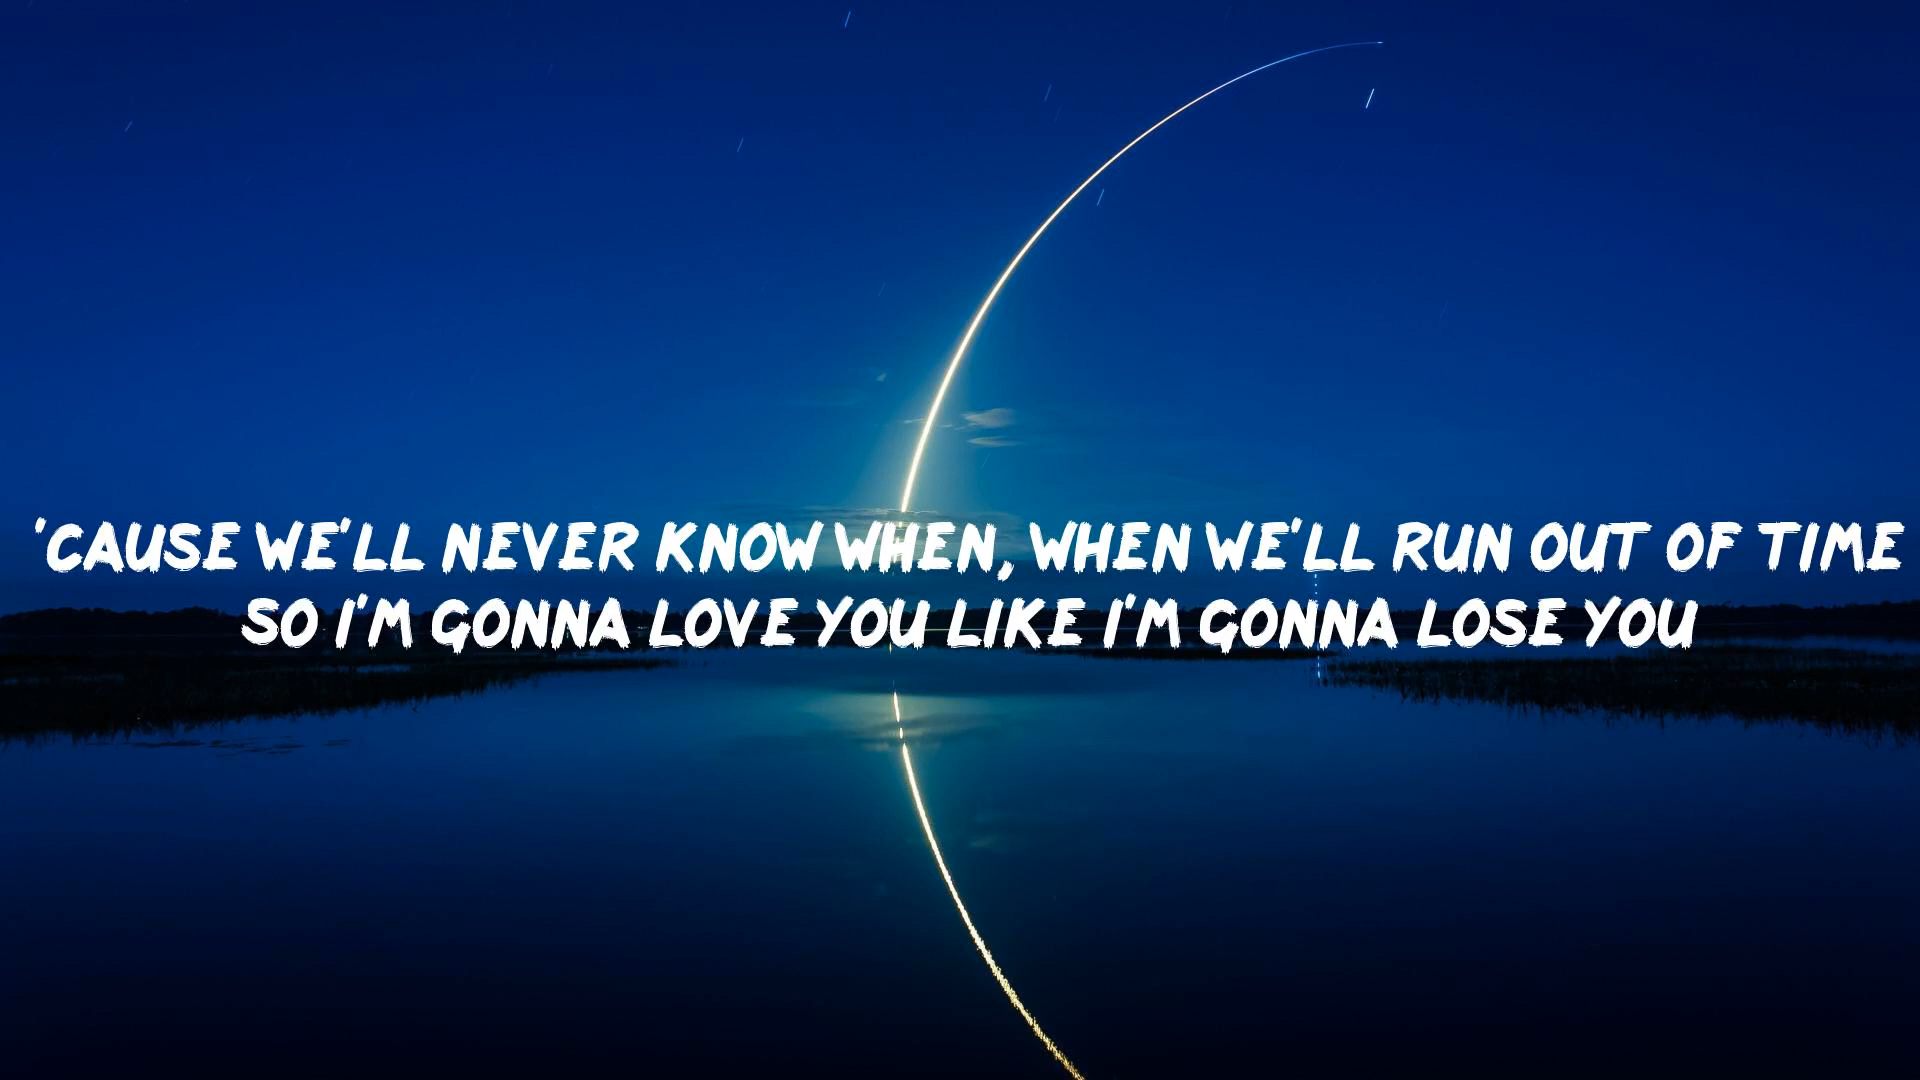 'CAUSE WE'LL NEVER KNOW WHEN, WHEN WE'LL RUN OUT OF TIME
SO I'M GONNA LOVE YOU LIKE I'M GONNA LOSE YOU